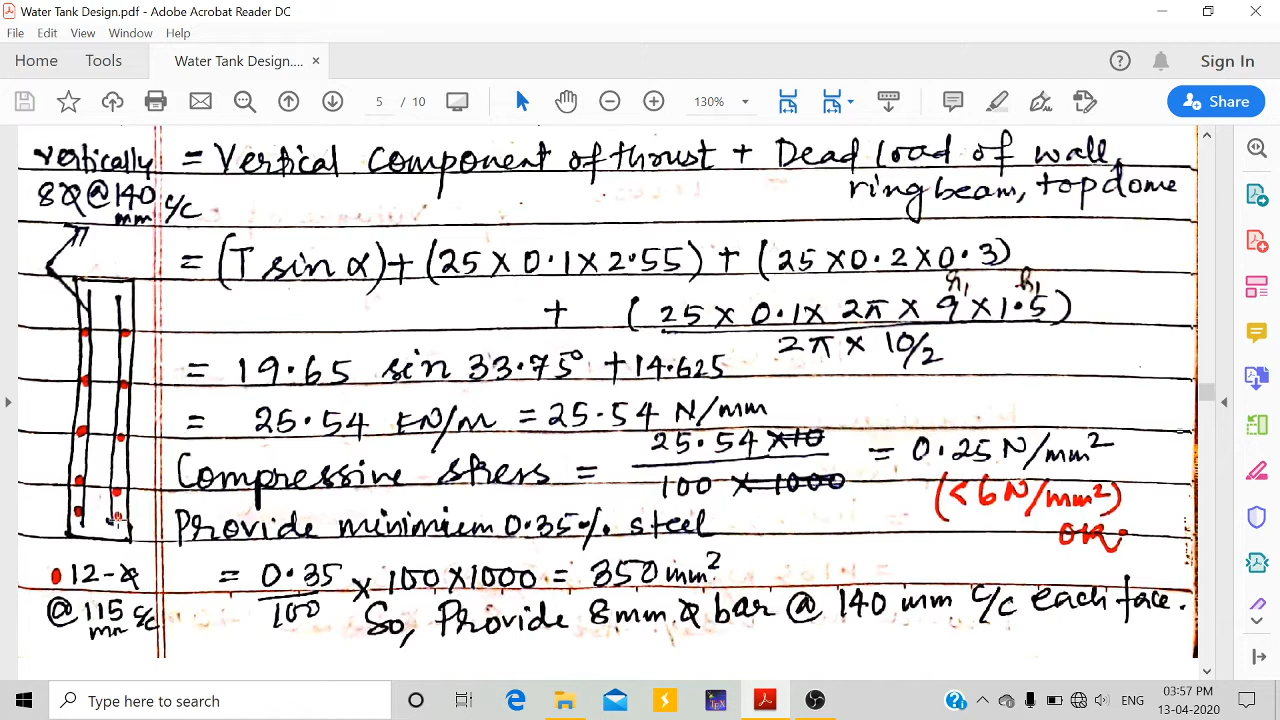 Water Tank Design.pdf - Adobe Acrobat Reader DC
File Edit View Window Help
Home Tools Water Tank Design.... × Sign In
5 / 10 130% Share
vertically = Vertical component of thrust + Dead load of wall,
8Φ @ 140 mm c/c ring beam, top dome
= (T sin α) + (25 × 0.1 × 2.55) + (25 × 0.2 × 0.3)
+ (25 × 0.1 × 2π × 9 × 1.5)
2π × 10/2
= 19.65 sin 33.75° + 14.625
= 25.54 KN/m = 25.54 N/mm
Compressive stress = 25.54 ×10 / 100 × 1000 = 0.25 N/mm²
(< 6 N/mm²)
OK.
Provide minimium 0.35% steel
12-Φ = 0.35/100 × 100 × 1000 = 350 mm²
@ 115 mm c/c So, Provide 8mm Φ bar @ 140 mm c/c each face.
Type here to search
ENG 03:57 PM
13-04-2020